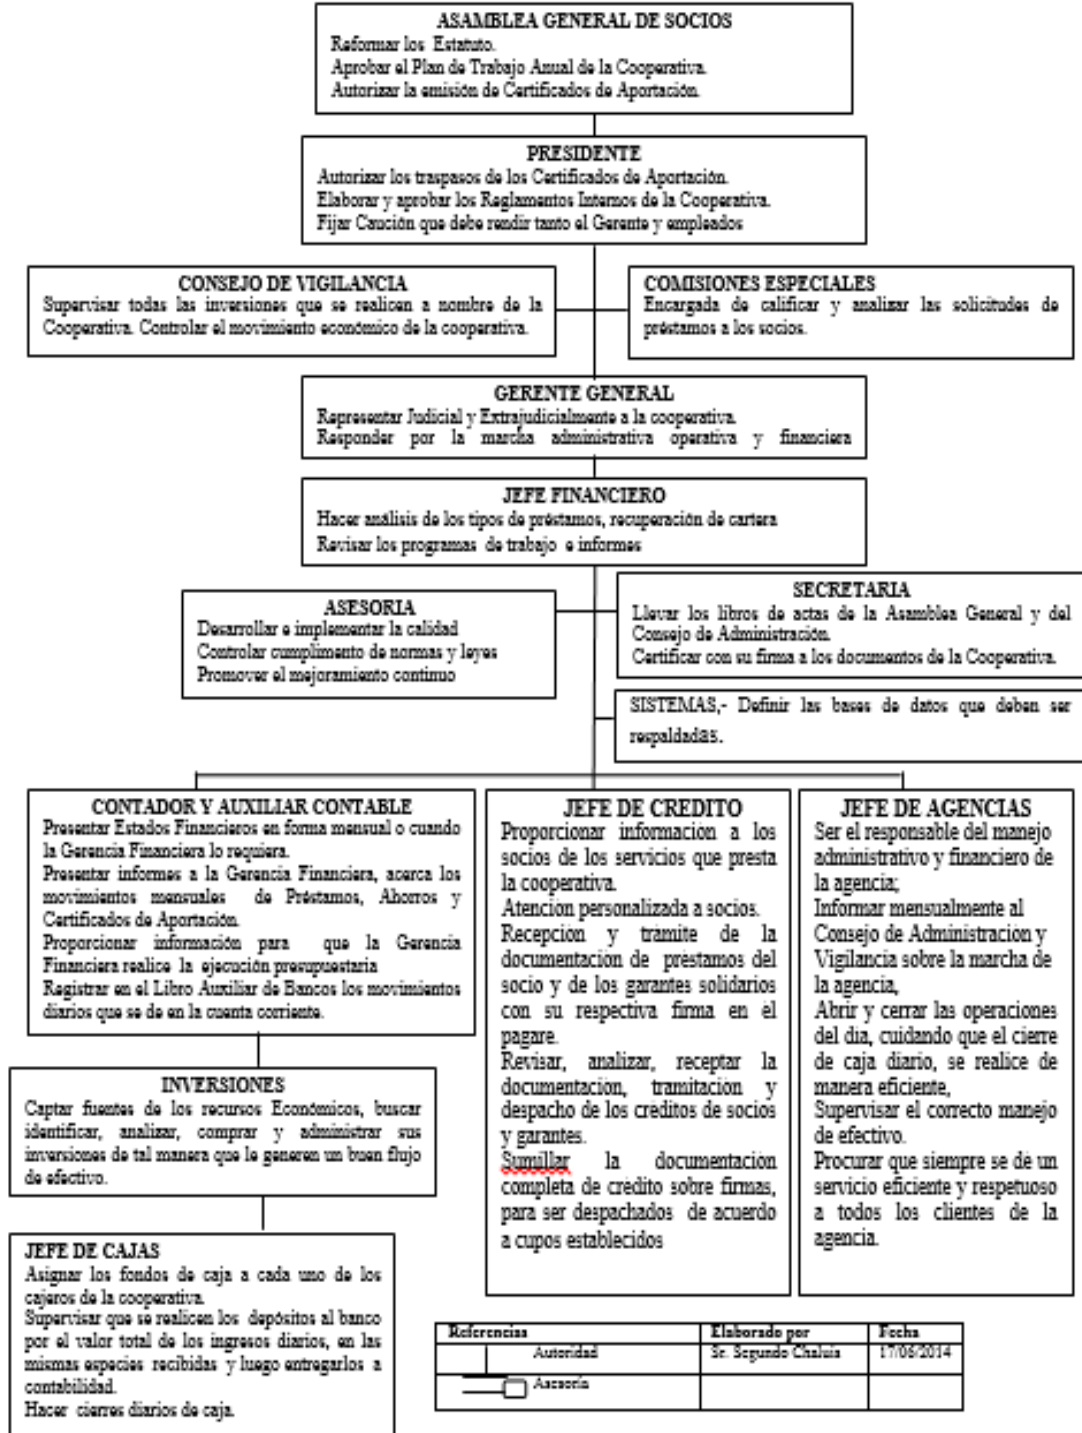 ASAMBLEA GENERAL DE SOCIOS
Reformar los Estatuto.
Aprobar el Plan de Trabajo Anual de la Cooperativa.
Autorizar la emisión de Certificados de Aportación.
PRESIDENTE
Autorizar los traspasos de los Certificados de Aportación.
Elaborar y aprobar los Reglamentos Internos de la Cooperativa.
Fijar Caución que debe rendir tanto el Gerente y empleados
CONSEJO DE VIGILANCIA
Supervisar todas las inversiones que se realicen a nombre de la
Cooperativa. Controlar el movimiento económico de la cooperativa.
COMISIONES ESPECIALES
Encargada de calificar y analizar las solicitudes de
préstamos a los socios.
GERENTE GENERAL
Representar Judicial y Extrajudicialmente a la cooperativa.
Responder por la marcha administrativa operativa y financiera
JEFE FINANCIERO
Hacer análisis de los tipos de préstamos, recuperación de cartera
Revisar los programas de trabajo e informes
ASESORIA
Desarrollar e implementar la calidad
Controlar cumplimento de normas y leyes
Promover el mejoramiento continuo
SECRETARIA
Llevar los libros de actas de la Asamblea General y del
Consejo de Administración.
Certificar con su firma a los documentos de la Cooperativa.
SISTEMAS,- Definir las bases de datos que deben ser
respaldadas.
CONTADOR Y AUXILIAR CONTABLE
Presentar Estados Financieros en forma mensual o cuando
la Gerencia Financiera lo requiera.
Presentar informes a la Gerencia Financiera, acerca los
movimientos mensuales de Préstamos, Ahorros y
Certificados de Aportación.
Proporcionar información para que la Gerencia
Financiera realice la ejecución presupuestaria
Registrar en el Libro Auxiliar de Bancos los movimientos
diarios que se de en la cuenta corriente.
JEFE DE CREDITO
Proporcionar información a los
socios de los servicios que presta
la cooperativa.
Atención personalizada a socios.
Recepción y trámite de la
documentación de préstamos del
socio y de los garantes solidarios
con su respectiva firma en el
pagare.
Revisar, analizar, receptar la
documentación, tramitación y
despacho de los créditos de socios
y garantes.
Sumillar la documentación
completa de crédito sobre firmas,
para ser despachados de acuerdo
a cupos establecidos
JEFE DE AGENCIAS
Ser el responsable del manejo
administrativo y financiero de
la agencia;
Informar mensualmente al
Consejo de Administración y
Vigilancia sobre la marcha de
la agencia,
Abrir y cerrar las operaciones
del día, cuidando que el cierre
de caja diario, se realice de
manera eficiente,
Supervisar el correcto manejo
de efectivo.
Procurar que siempre se dé un
servicio eficiente y respetuoso
a todos los clientes de la
agencia.
INVERSIONES
Captar fuentes de los recursos Económicos, buscar
identificar, analizar, comprar y administrar sus
inversiones de tal manera que le generen un buen flujo
de efectivo.
JEFE DE CAJAS
Asignar los fondos de caja a cada uno de los
cajeros de la cooperativa.
Supervisar que se realicen los depósitos al banco
por el valor total de los ingresos diarios, en las
mismas especies recibidas y luego entregarlos a
contabilidad.
Hacer cierres diarios de caja.
Referencias Elaborado por Fecha
Autoridad Sr. Segundo Chaluis 17/06/2014
Asesoría